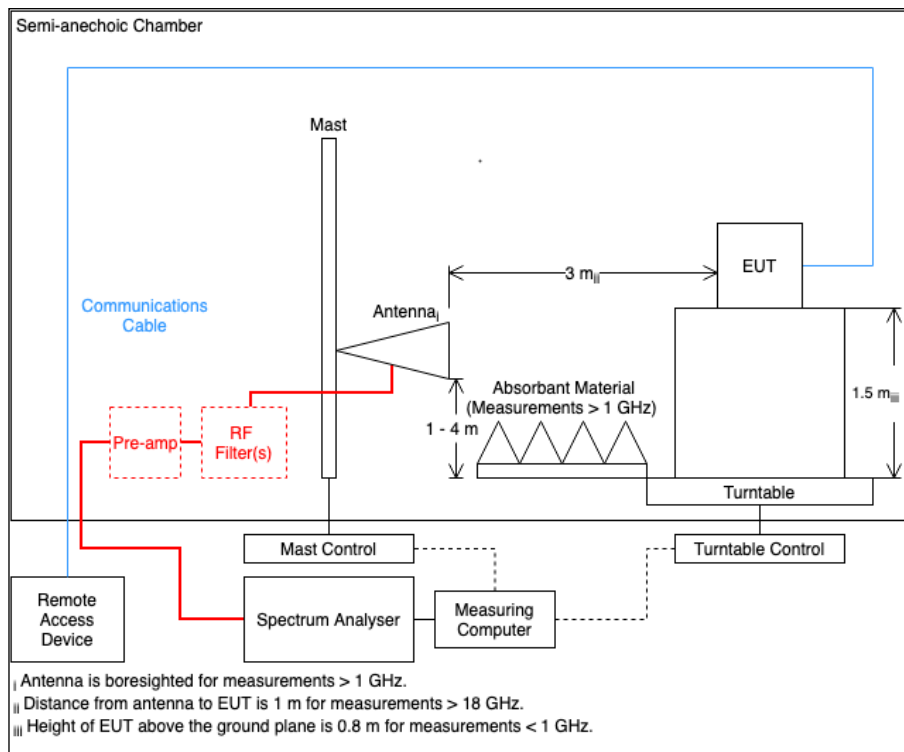 Semi-anechoic Chamber
Mast
EUT
3 m ii
Communications
Cable
Antenna i
Absorbant Material
(Measurements > 1 GHz)
1.5 m iii
1 - 4 m
Pre-amp
RF
Filter(s)
Turntable
Mast Control
Turntable Control
Remote
Access
Device
Spectrum Analyser
Measuring
Computer
i Antenna is boresighted for measurements > 1 GHz.
ii Distance from antenna to EUT is 1 m for measurements > 18 GHz.
iii Height of EUT above the ground plane is 0.8 m for measurements < 1 GHz.